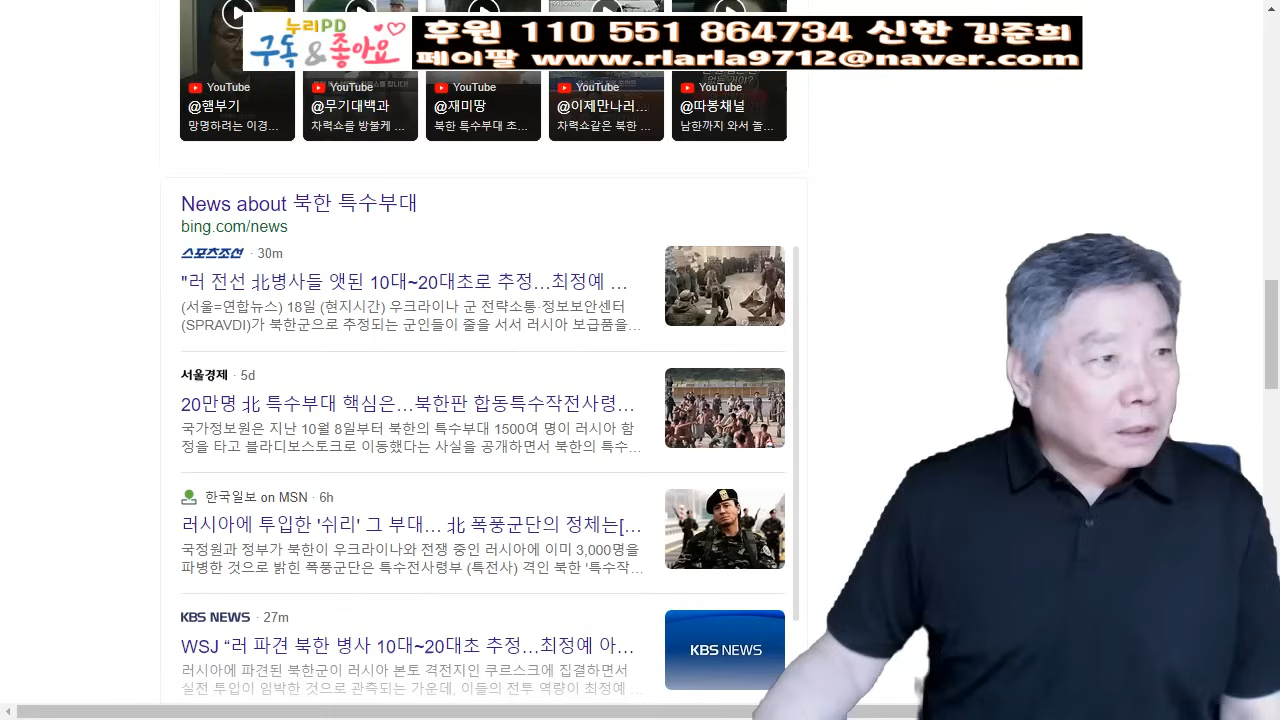 누리PD
구독 & 좋아요
후원 110 551 864734 신한 김준희
페이팔 www.rlarla9712@naver.com
YouTube
@햄부기
망명하려는 이경...
YouTube
@무기대백과
차력쇼를 방불케 ...
YouTube
@재미땅
북한 특수부대 초...
YouTube
@이제만나러...
차력쇼같은 북한 ...
YouTube
@따봉채널
남한까지 와서 놀...
News about 북한 특수부대
bing.com/news
스포츠조선 · 30m
"러 전선 北병사들 앳된 10대~20대초로 추정…최정예 ...
(서울=연합뉴스) 18일 (현지시간) 우크라이나 군 전략소통·정보보안센터
(SPRAVDI)가 북한군으로 추정되는 군인들이 줄을 서서 러시아 보급품을...
서울경제 · 5d
20만명 北 특수부대 핵심은…북한판 합동특수작전사령...
국가정보원은 지난 10월 8일부터 북한의 특수부대 1500여 명이 러시아 함
정을 타고 블라디보스토크로 이동했다는 사실을 공개하면서 북한의 특수...
한국일보 on MSN · 6h
러시아에 투입한 '쉬리' 그 부대... 北 폭풍군단의 정체는[...
국정원과 정부가 북한이 우크라이나와 전쟁 중인 러시아에 이미 3,000명을
파병한 것으로 밝힌 폭풍군단은 특수전사령부 (특전사) 격인 북한 '특수작...
KBS NEWS · 27m
WSJ “러 파견 북한 병사 10대~20대초 추정…최정예 아...
러시아에 파견된 북한군이 러시아 본토 격전지인 쿠르스크에 집결하면서
실전 투입이 임박한 것으로 관측되는 가운데, 이들의 전투 역량이 최정예 ...
KBS NEWS